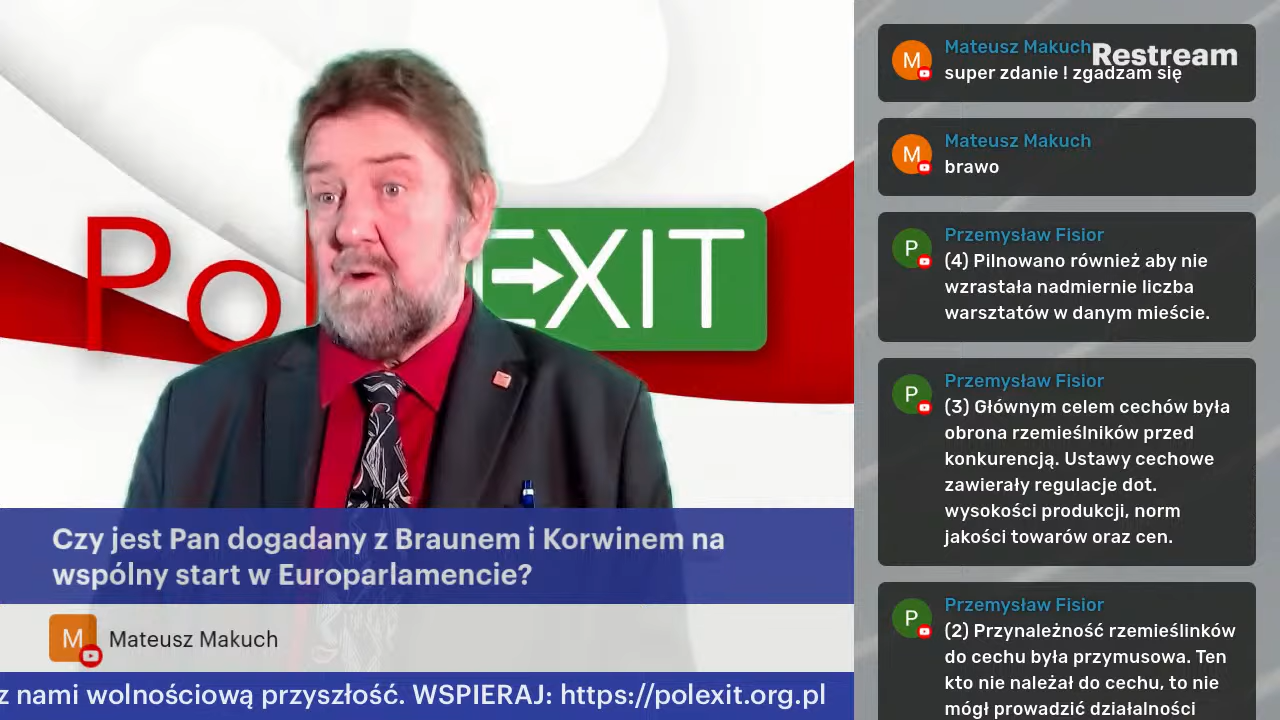 Pol EXIT
Czy jest Pan dogadany z Braunem i Korwinem na
wspólny start w Europarlamencie?
M
Mateusz Makuch
z nami wolnościową przyszłość. WSPIERAJ: https://polexit.org.pl
Restream
M
Mateusz Makuch
super zdanie ! zgadzam się
M
Mateusz Makuch
brawo
P
Przemysław Fisior
(4) Pilnowano również aby nie
wzrastała nadmiernie liczba
warsztatów w danym mieście.
P
Przemysław Fisior
(3) Głównym celem cechów była
obrona rzemieślników przed
konkurencją. Ustawy cechowe
zawierały regulacje dot.
wysokości produkcji, norm
jakości towarów oraz cen.
P
Przemysław Fisior
(2) Przynależność rzemieślinków
do cechu była przymusowa. Ten
kto nie należał do cechu, to nie
mógł prowadzić działalności